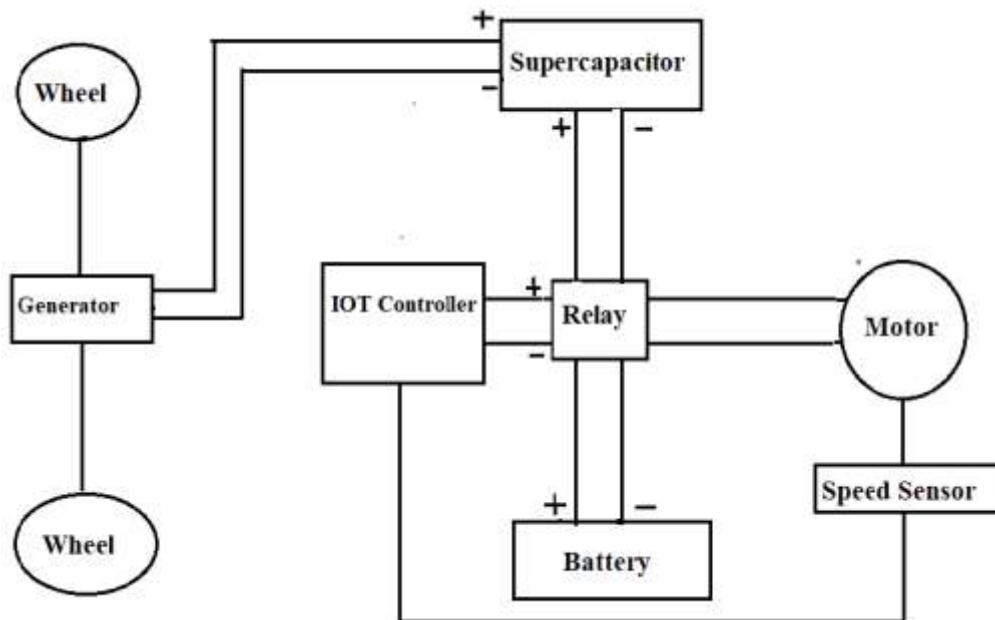 +
Supercapacitor
-
Wheel
+ -
Generator
IOT Controller
+
Relay
-
Motor
Speed Sensor
+ -
Battery
Wheel